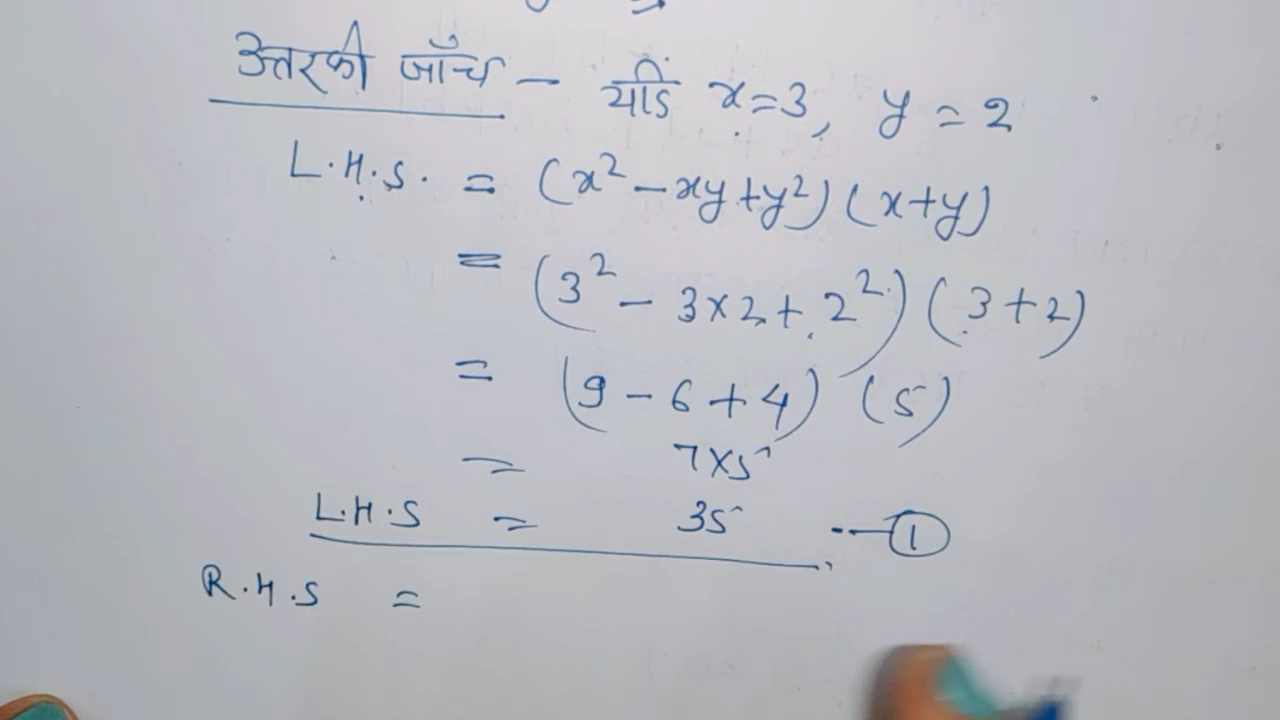 उत्तरकी जाँच – यदि x=3, y = 2
L.H.S. = (x² – xy + y²) (x+y)
= (3² – 3×2 + 2²) (3+2)
= (9 – 6 + 4) (5)
= 7×5
L.H.S = 35 --- ①
R.H.S =